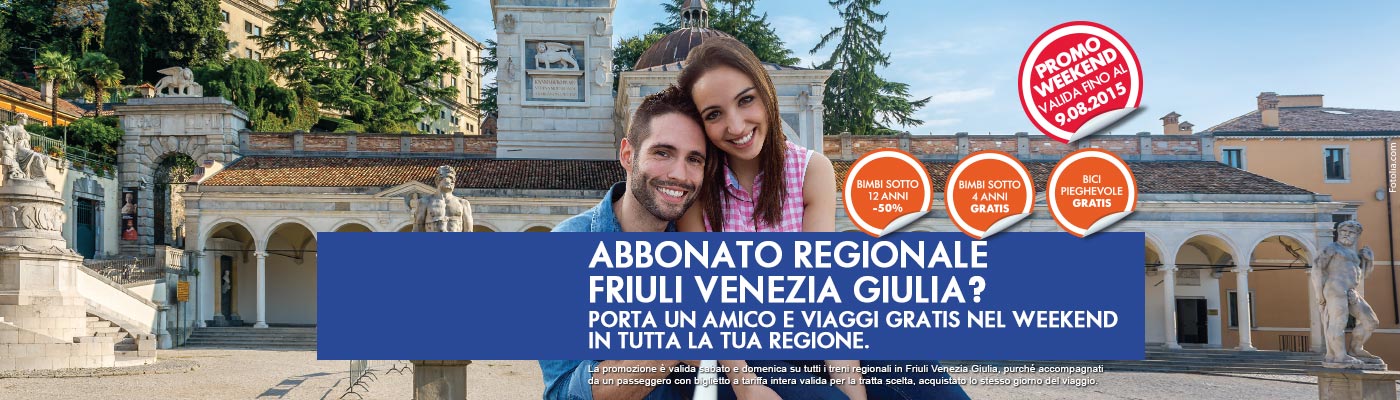 PROMO
WEEKEND
VALIDA FINO AL
9.08.2015
BIMBI SOTTO
12 ANNI
-50%
BIMBI SOTTO
4 ANNI
GRATIS
BICI
PIEGHEVOLE
GRATIS
Fotolia.com
ABBONATO REGIONALE
FRIULI VENEZIA GIULIA?
PORTA UN AMICO E VIAGGI GRATIS NEL WEEKEND
IN TUTTA LA TUA REGIONE.
La promozione è valida sabato e domenica su tutti i treni regionali in Friuli Venezia Giulia, purché accompagnati
da un passeggero con biglietto a tariffa intera valida per la tratta scelta, acquistato lo stesso giorno del viaggio.